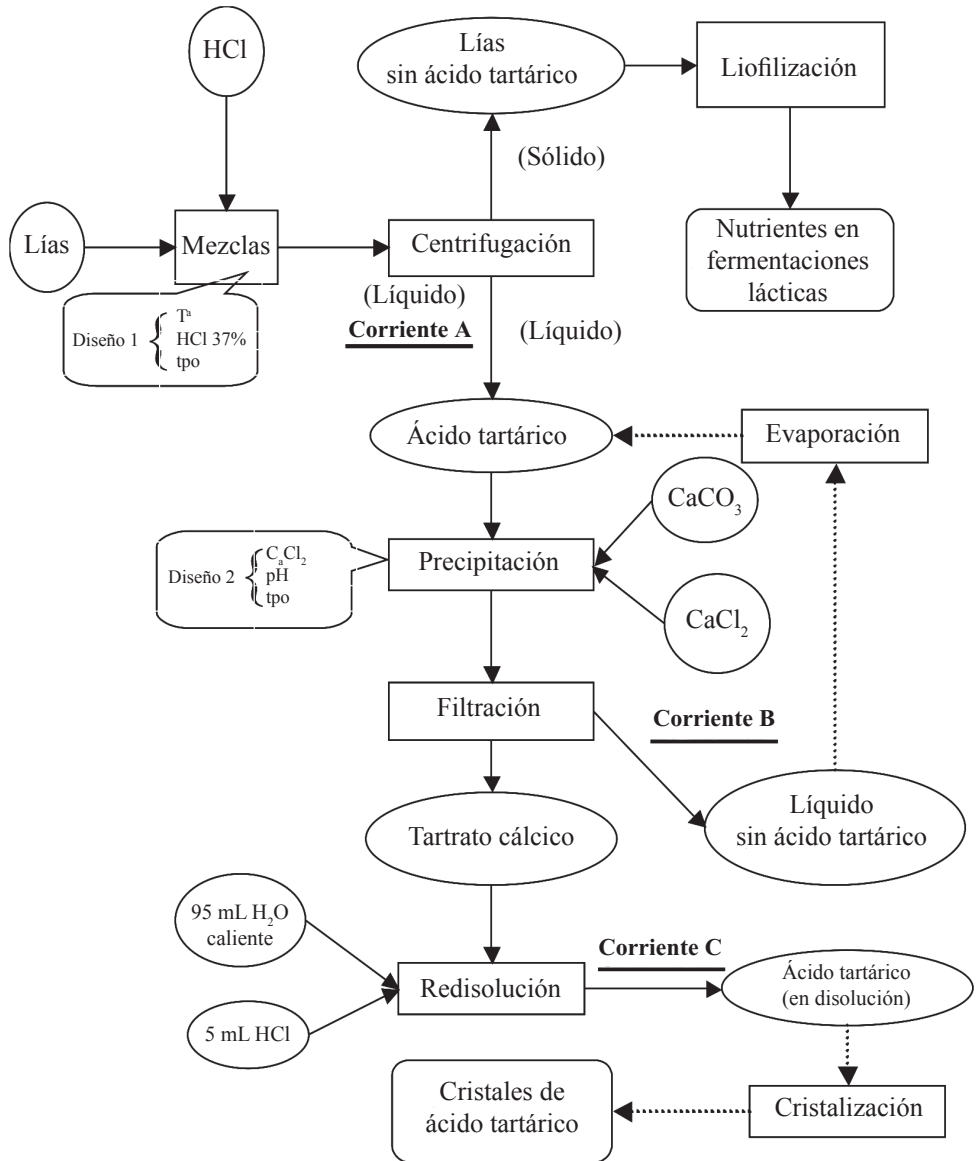 HCl
Lías
sin ácido tartárico
Liofilización
(Sólido)
Lías
Mezclas
Centrifugación
Nutrientes en
fermentaciones
lácticas
(Líquido)
Corriente A
(Líquido)
Diseño 1
Tª
HCl 37%
tpo
Ácido tartárico
Evaporación
CaCO₃
Precipitación
Diseño 2
CₐCl₂
pH
tpo
CaCl₂
Filtración
Corriente B
Líquido
sin ácido tartárico
Tartrato cálcico
95 mL H₂O
caliente
Corriente C
Redisolución
Ácido tartárico
(en disolución)
5 mL HCl
Cristales de
ácido tartárico
Cristalización